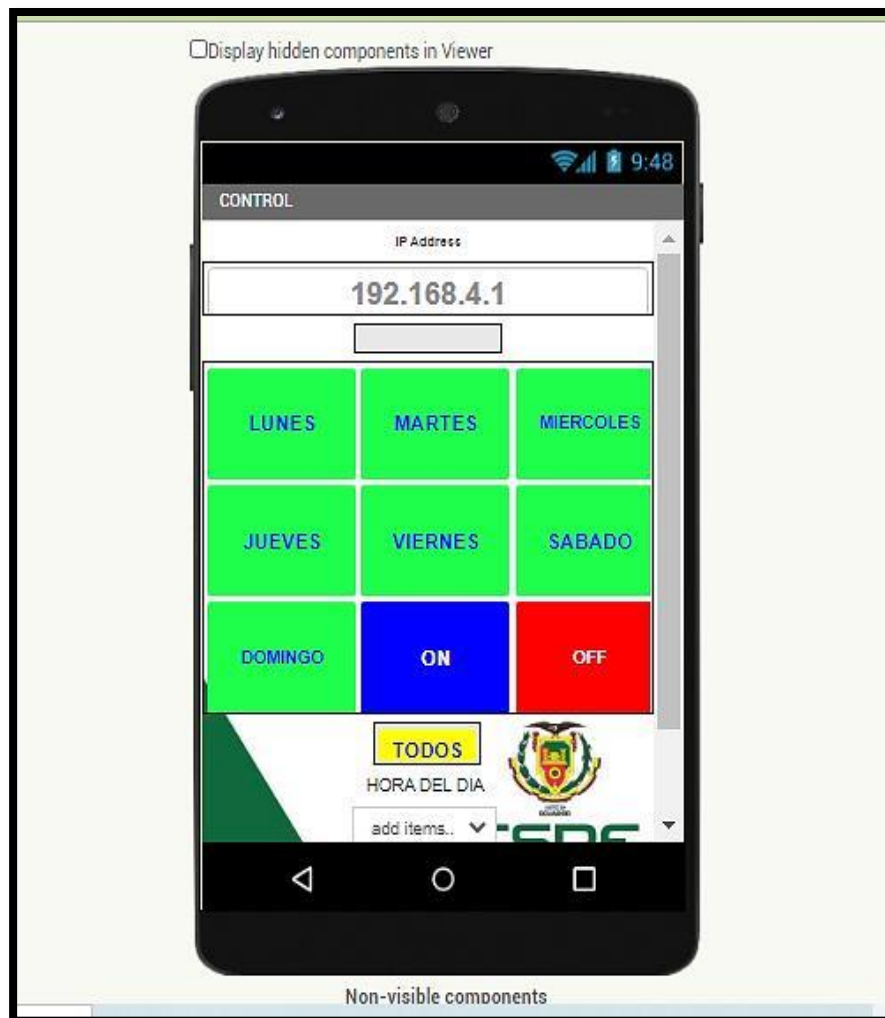 Display hidden components in Viewer
9:48
CONTROL
IP Address
192.168.4.1
LUNES MARTES MIERCOLES
JUEVES VIERNES SABADO
DOMINGO ON OFF
TODOS
HORA DEL DIA
add items..
Non-visible components